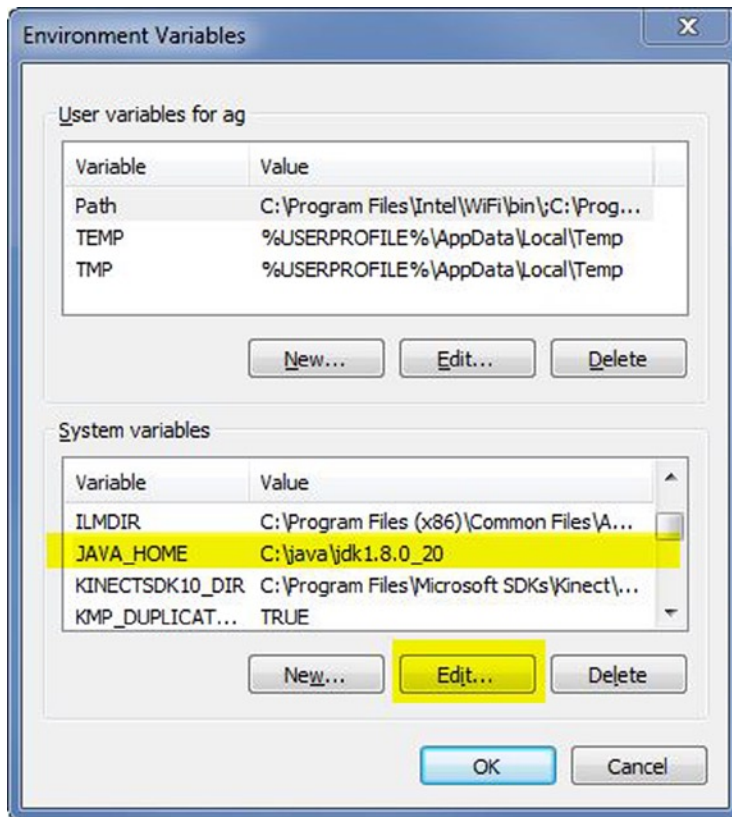 Environment Variables
User variables for ag
Variable Value
Path C:\Program Files\Intel\WiFi\bin\;C:\Prog...
TEMP %USERPROFILE%\AppData\Local\Temp
TMP %USERPROFILE%\AppData\Local\Temp
New... Edit... Delete
System variables
Variable Value
ILMDIR C:\Program Files (x86)\Common Files\A...
JAVA_HOME C:\java\jdk1.8.0_20
KINECTSDK10_DIR C:\Program Files\Microsoft SDKs\Kinect\...
KMP_DUPLICAT... TRUE
New... Edit... Delete
OK Cancel